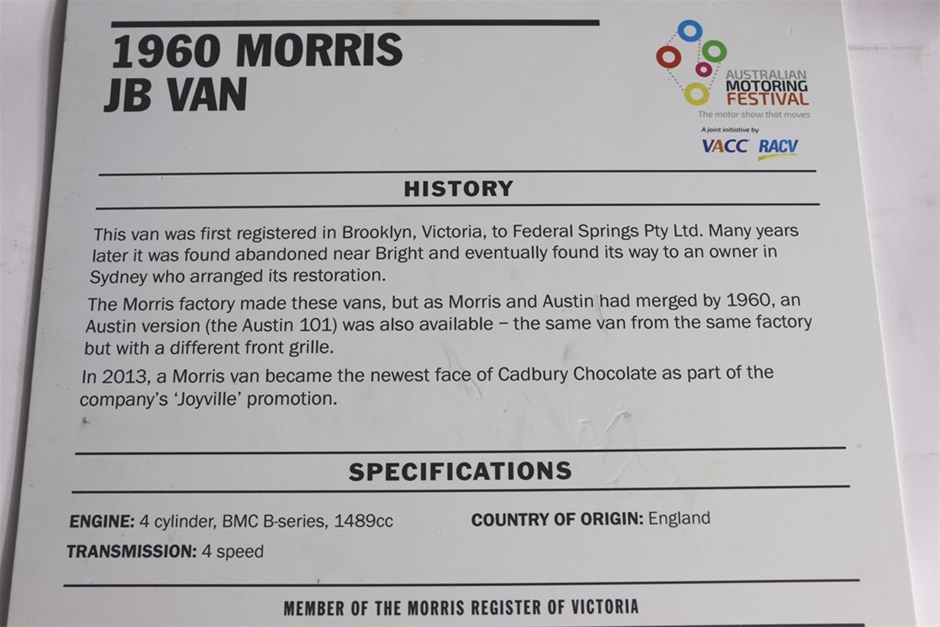 1960 MORRIS
JB VAN
AUSTRALIAN
MOTORING
FESTIVAL
The motor show that moves
A joint initiative by
VACC RACV
HISTORY
This van was first registered in Brooklyn, Victoria, to Federal Springs Pty Ltd. Many years
later it was found abandoned near Bright and eventually found its way to an owner in
Sydney who arranged its restoration.
The Morris factory made these vans, but as Morris and Austin had merged by 1960, an
Austin version (the Austin 101) was also available – the same van from the same factory
but with a different front grille.
In 2013, a Morris van became the newest face of Cadbury Chocolate as part of the
company's 'Joyville' promotion.
SPECIFICATIONS
ENGINE: 4 cylinder, BMC B-series, 1489cc COUNTRY OF ORIGIN: England
TRANSMISSION: 4 speed
MEMBER OF THE MORRIS REGISTER OF VICTORIA